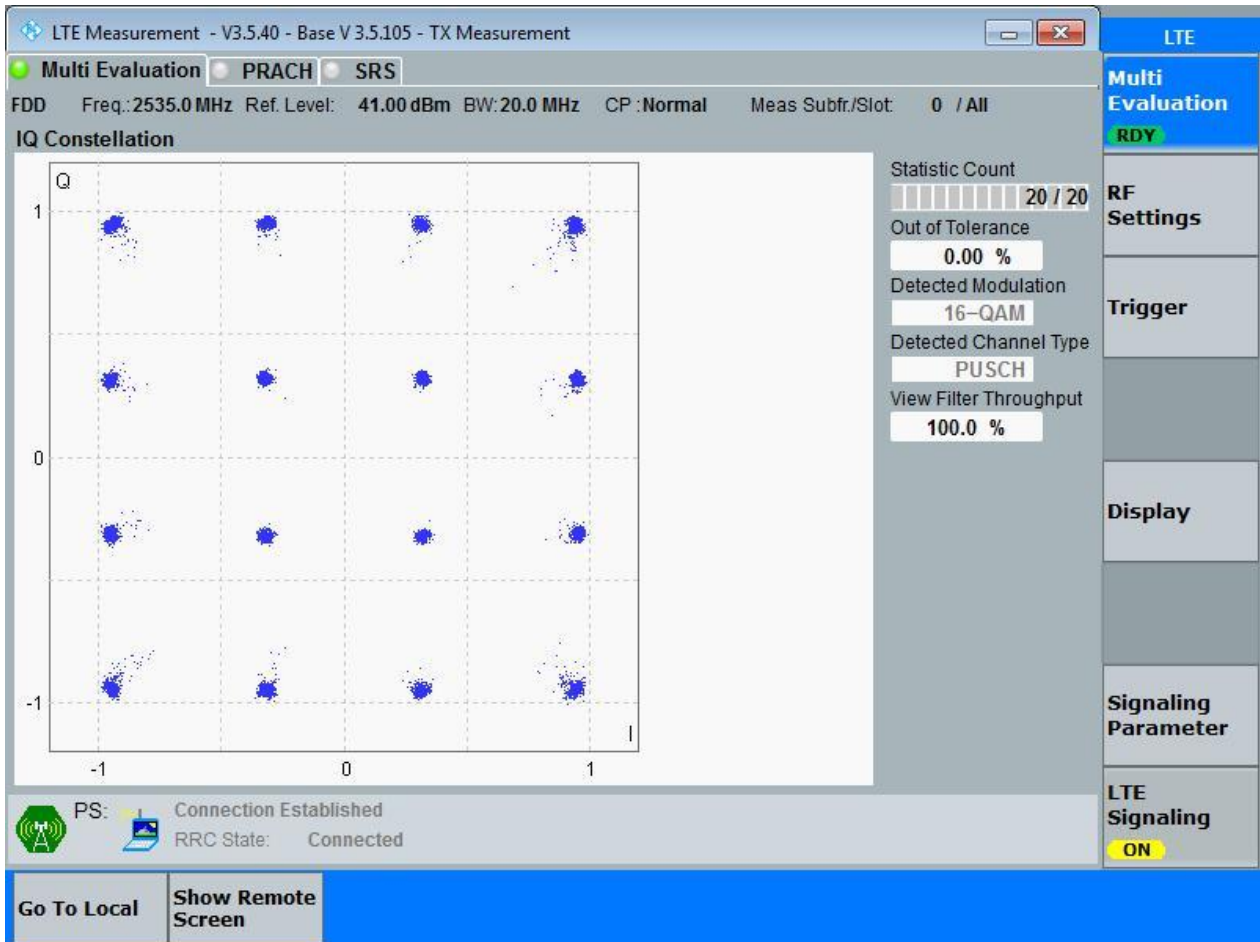 LTE Measurement - V3.5.40 - Base V 3.5.105 - TX Measurement
LTE
Multi Evaluation PRACH SRS
Multi
Evaluation
RDY
FDD Freq.: 2535.0 MHz Ref. Level: 41.00 dBm BW: 20.0 MHz CP : Normal Meas Subfr./Slot: 0 / All
IQ Constellation
Q
1
0
-1
I
-1 0 1
Statistic Count
20 / 20
Out of Tolerance
0.00 %
Detected Modulation
16-QAM
Detected Channel Type
PUSCH
View Filter Throughput
100.0 %
RF
Settings
Trigger
Display
Signaling
Parameter
LTE
Signaling
ON
PS: Connection Established
RRC State: Connected
Go To Local
Show Remote
Screen